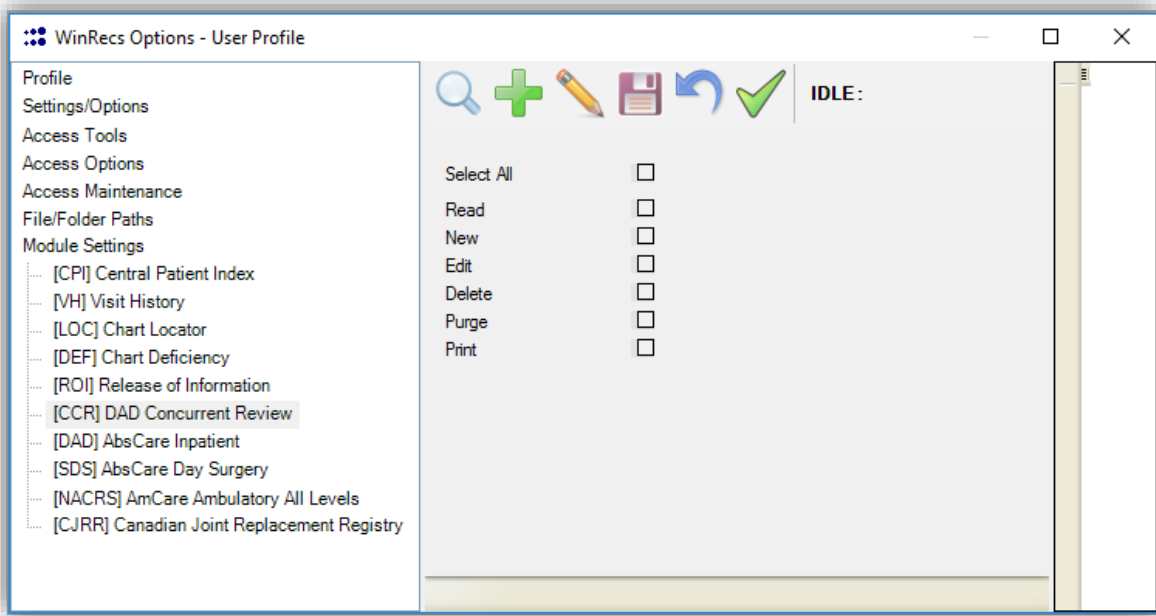 WinRecs Options - User Profile
Profile
Settings/Options
Access Tools
Access Options
Access Maintenance
File/Folder Paths
Module Settings
[CPI] Central Patient Index
[VH] Visit History
[LOC] Chart Locator
[DEF] Chart Deficiency
[ROI] Release of Information
[CCR] DAD Concurrent Review
[DAD] AbsCare Inpatient
[SDS] AbsCare Day Surgery
[NACRS] AmCare Ambulatory All Levels
[CJRR] Canadian Joint Replacement Registry
IDLE:
Select All
Read
New
Edit
Delete
Purge
Print